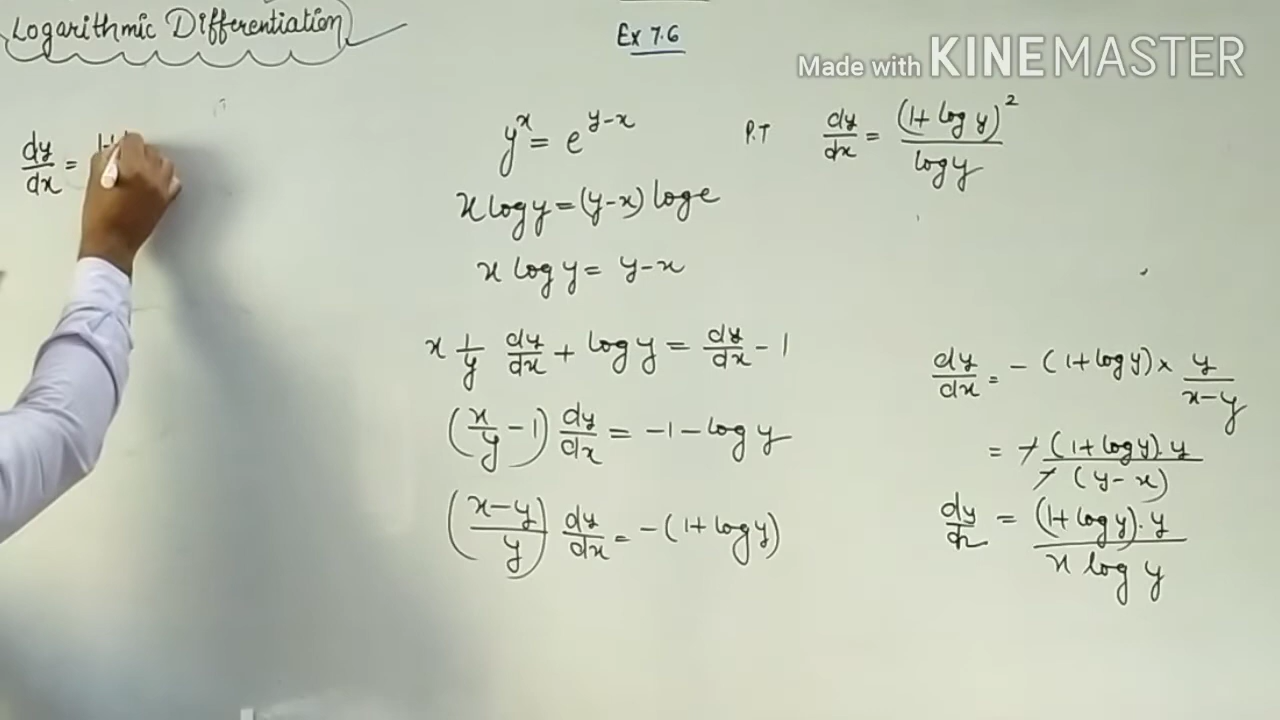 Logarithmic Differentiation
Ex 7.6
Made with KINEMASTER
dy/dx =
y^x = e^(y-x)
P.T dy/dx = (1+ log y)^2 / log y
x log y = (y-x) log e
x log y = y-x
x 1/y dy/dx + log y = dy/dx - 1
(x/y - 1) dy/dx = -1 - log y
((x-y)/y) dy/dx = -(1+ log y)
dy/dx = - (1+ log y) × y/(x-y)
= -(1+ log y). y / -(y-x)
dy/dx = (1+ log y). y / x log y